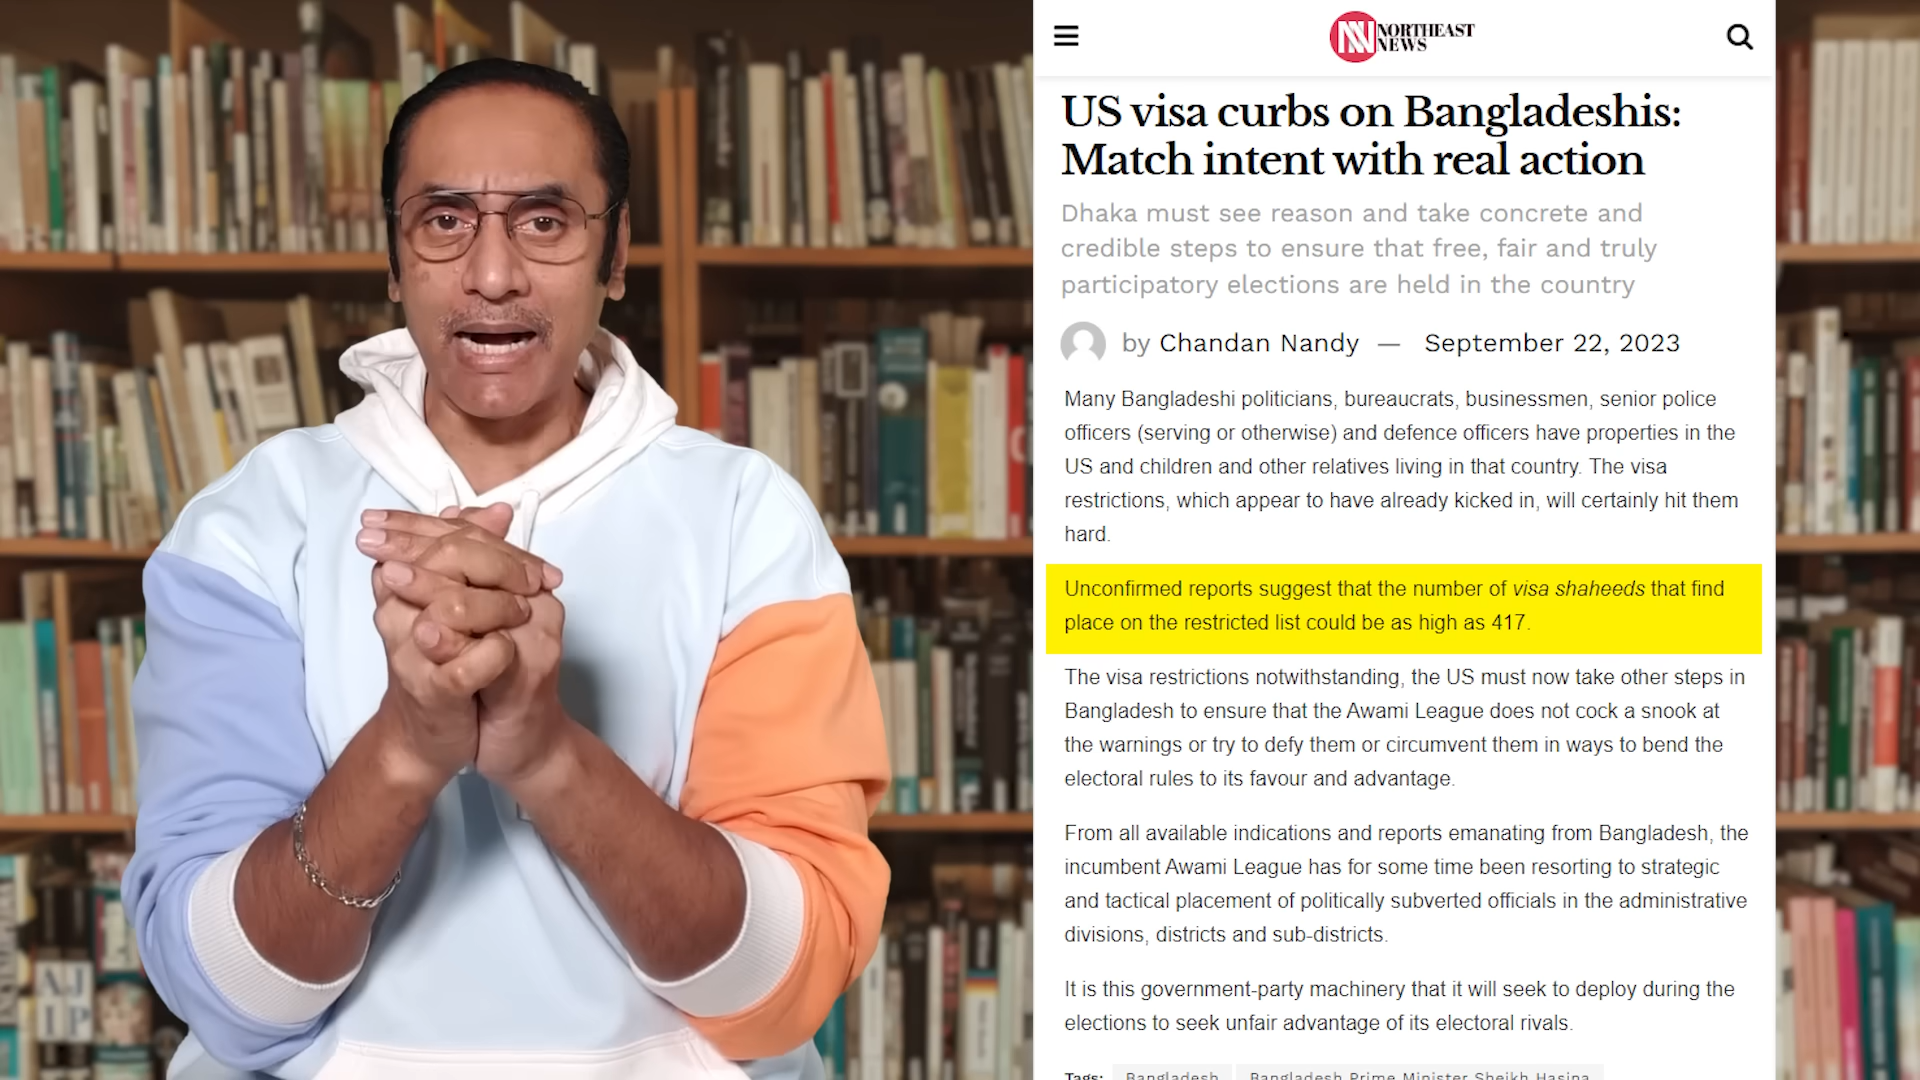 NORTHEAST
NEWS
US visa curbs on Bangladeshis:
Match intent with real action
Dhaka must see reason and take concrete and
credible steps to ensure that free, fair and truly
participatory elections are held in the country
by Chandan Nandy — September 22, 2023
Many Bangladeshi politicians, bureaucrats, businessmen, senior police
officers (serving or otherwise) and defence officers have properties in the
US and children and other relatives living in that country. The visa
restrictions, which appear to have already kicked in, will certainly hit them
hard.
Unconfirmed reports suggest that the number of visa shaheeds that find
place on the restricted list could be as high as 417.
The visa restrictions notwithstanding, the US must now take other steps in
Bangladesh to ensure that the Awami League does not cock a snook at
the warnings or try to defy them or circumvent them in ways to bend the
electoral rules to its favour and advantage.
From all available indications and reports emanating from Bangladesh, the
incumbent Awami League has for some time been resorting to strategic
and tactical placement of politically subverted officials in the administrative
divisions, districts and sub-districts.
It is this government-party machinery that it will seek to deploy during the
elections to seek unfair advantage of its electoral rivals.
Tags: Bangladesh Bangladesh Prime Minister Sheikh Hasina